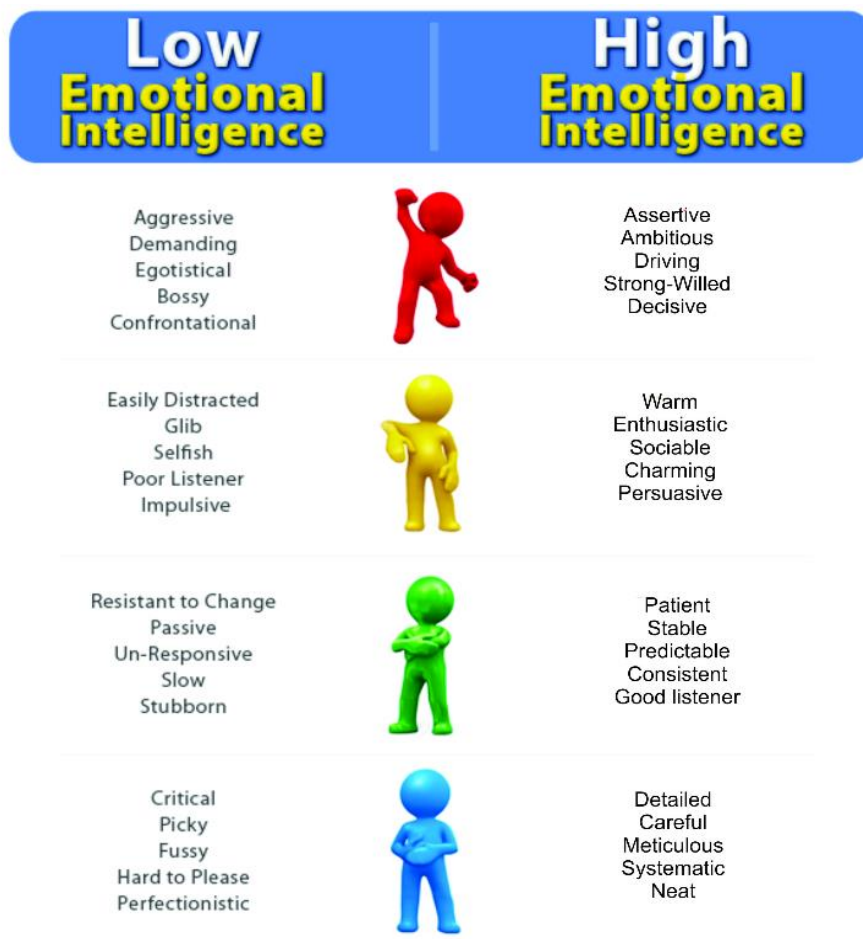 Low
Emotional
Intelligence
High
Emotional
Intelligence
Aggressive
Demanding
Egotistical
Bossy
Confrontational
Assertive
Ambitious
Driving
Strong-Willed
Decisive
Easily Distracted
Glib
Selfish
Poor Listener
Impulsive
Warm
Enthusiastic
Sociable
Charming
Persuasive
Resistant to Change
Passive
Un-Responsive
Slow
Stubborn
Patient
Stable
Predictable
Consistent
Good listener
Critical
Picky
Fussy
Hard to Please
Perfectionistic
Detailed
Careful
Meticulous
Systematic
Neat